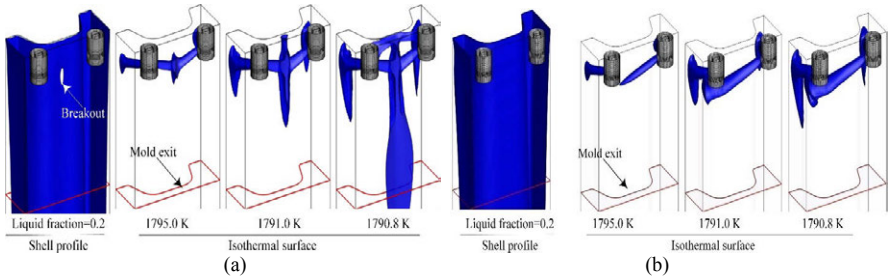 Breakout
Mold exit
Liquid fraction=0.2
1795.0 K
1791.0 K
1790.8 K
Shell profile
Isothermal surface
(a)
Mold exit
Liquid fraction=0.2
1795.0 K
1791.0 K
1790.8 K
Shell profile
Isothermal surface
(b)